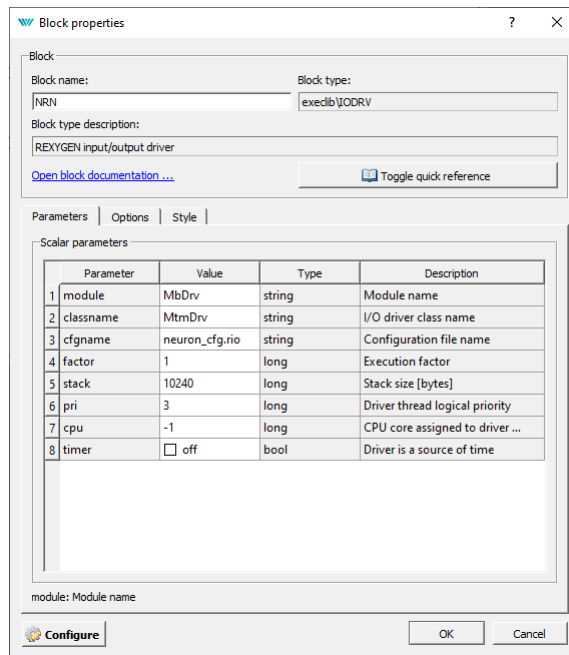 Block properties ? ×
Block
Block name: Block type:
NRN execlib\IODRV
Block type description:
REXYGEN input/output driver
Open block documentation ... Toggle quick reference
Parameters Options Style
Scalar parameters
Parameter Value Type Description
1 module MbDrv string Module name
2 classname MtmDrv string I/O driver class name
3 cfgname neuron_cfg.rio string Configuration file name
4 factor 1 long Execution factor
5 stack 10240 long Stack size [bytes]
6 pri 3 long Driver thread logical priority
7 cpu -1 long CPU core assigned to driver ...
8 timer off bool Driver is a source of time
module: Module name
Configure OK Cancel